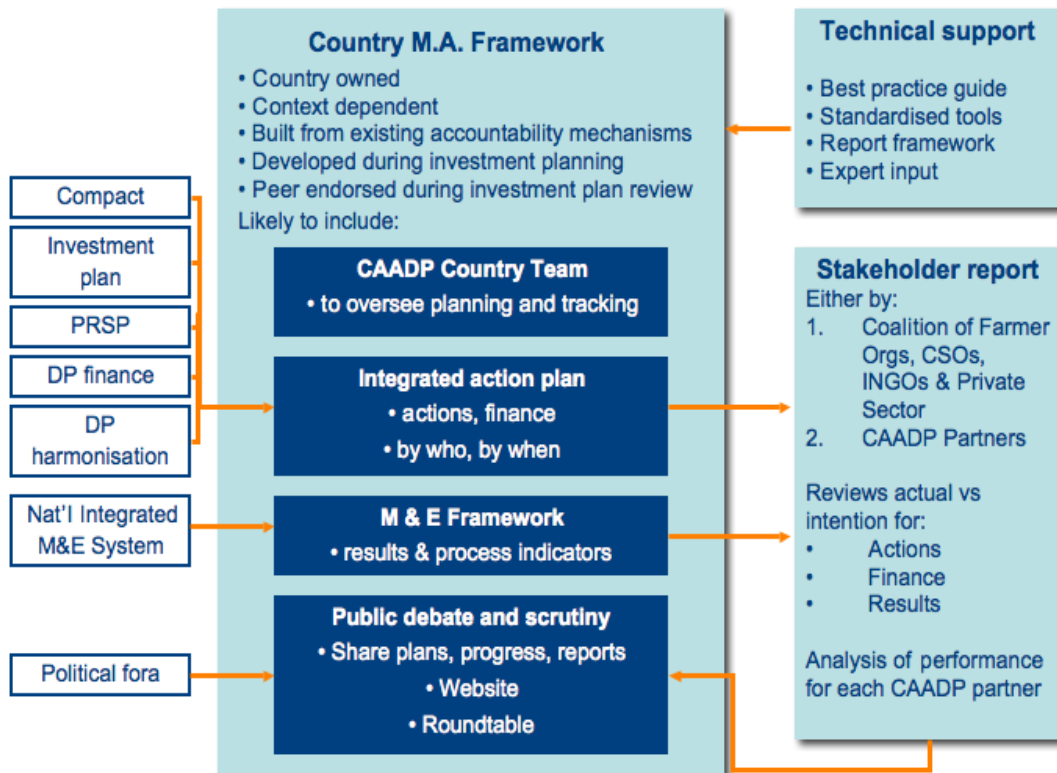 Country M.A. Framework
• Country owned
• Context dependent
• Built from existing accountability mechanisms
• Developed during investment planning
• Peer endorsed during investment plan review
Likely to include:
CAADP Country Team
• to oversee planning and tracking
Integrated action plan
• actions, finance
• by who, by when
M & E Framework
• results & process indicators
Public debate and scrutiny
• Share plans, progress, reports
• Website
• Roundtable
Compact
Investment
plan
PRSP
DP finance
DP
harmonisation
Nat'l Integrated
M&E System
Political fora
Technical support
• Best practice guide
• Standardised tools
• Report framework
• Expert input
Stakeholder report
Either by:
1. Coalition of Farmer
Orgs, CSOs,
INGOs & Private
Sector
2. CAADP Partners
Reviews actual vs
intention for:
• Actions
• Finance
• Results
Analysis of performance
for each CAADP partner